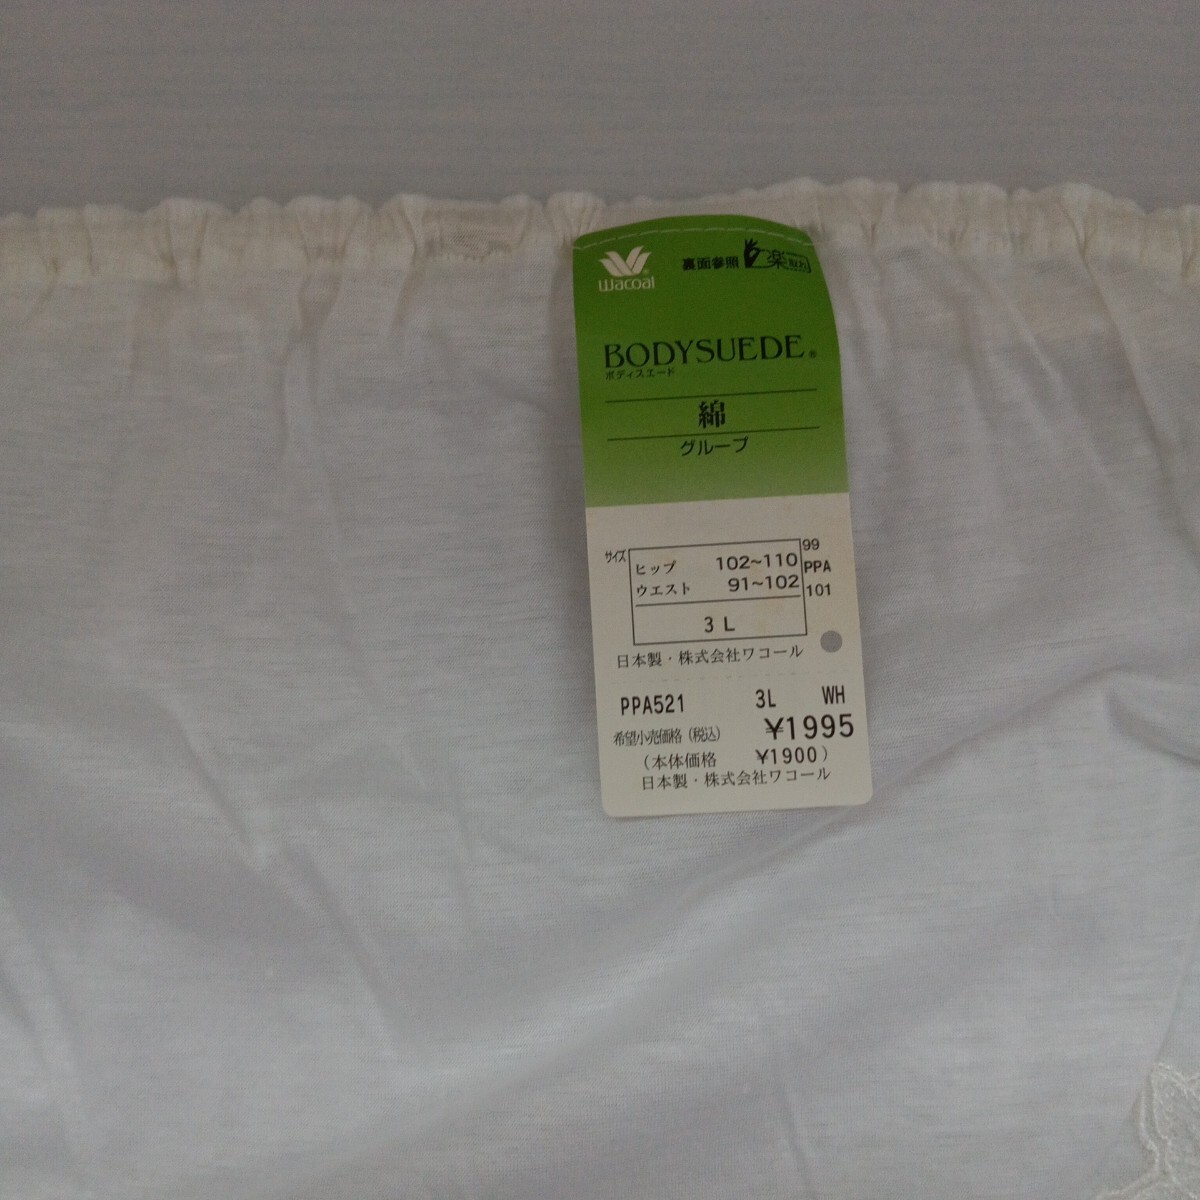 Wacoal®
裏面参照 楽
BODYSUEDE®
ボディスエード
綿
グループ
サイズ
ヒップ 102~110
ウエスト 91~102
3L
99
PPA
101
日本製・株式会社ワコール
PPA521 3L WH
希望小売価格(税込) ¥1995
(本体価格 ¥1900)
日本製・株式会社ワコール